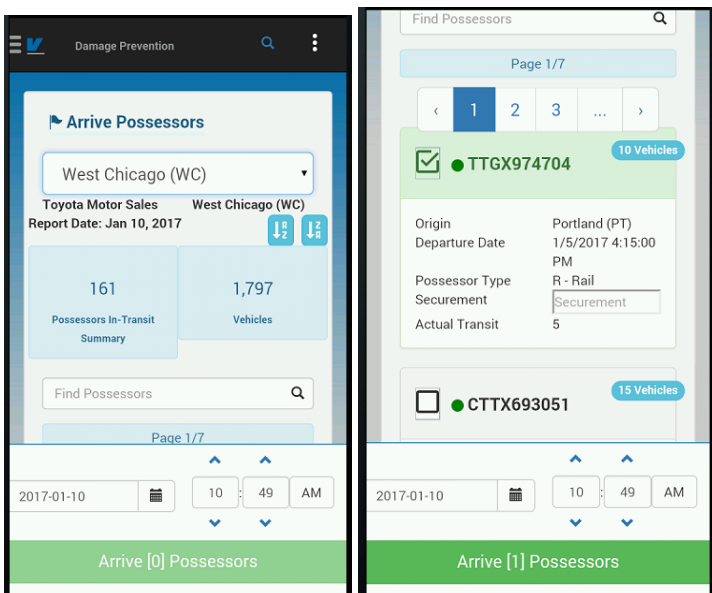 Damage Prevention
Arrive Possessors
West Chicago (WC)
Toyota Motor Sales West Chicago (WC)
Report Date: Jan 10, 2017
161 1,797
Possessors In-Transit Summary Vehicles
Find Possessors
Page 1/7
2017-01-10 10 : 49 AM
Arrive [0] Possessors
Find Possessors
Page 1/7
‹ 1 2 3 ... ›
10 Vehicles
TTGX974704
Origin Portland (PT)
Departure Date 1/5/2017 4:15:00
PM
Possessor Type R - Rail
Securement Securement
Actual Transit 5
15 Vehicles
CTTX693051
2017-01-10 10 : 49 AM
Arrive [1] Possessors